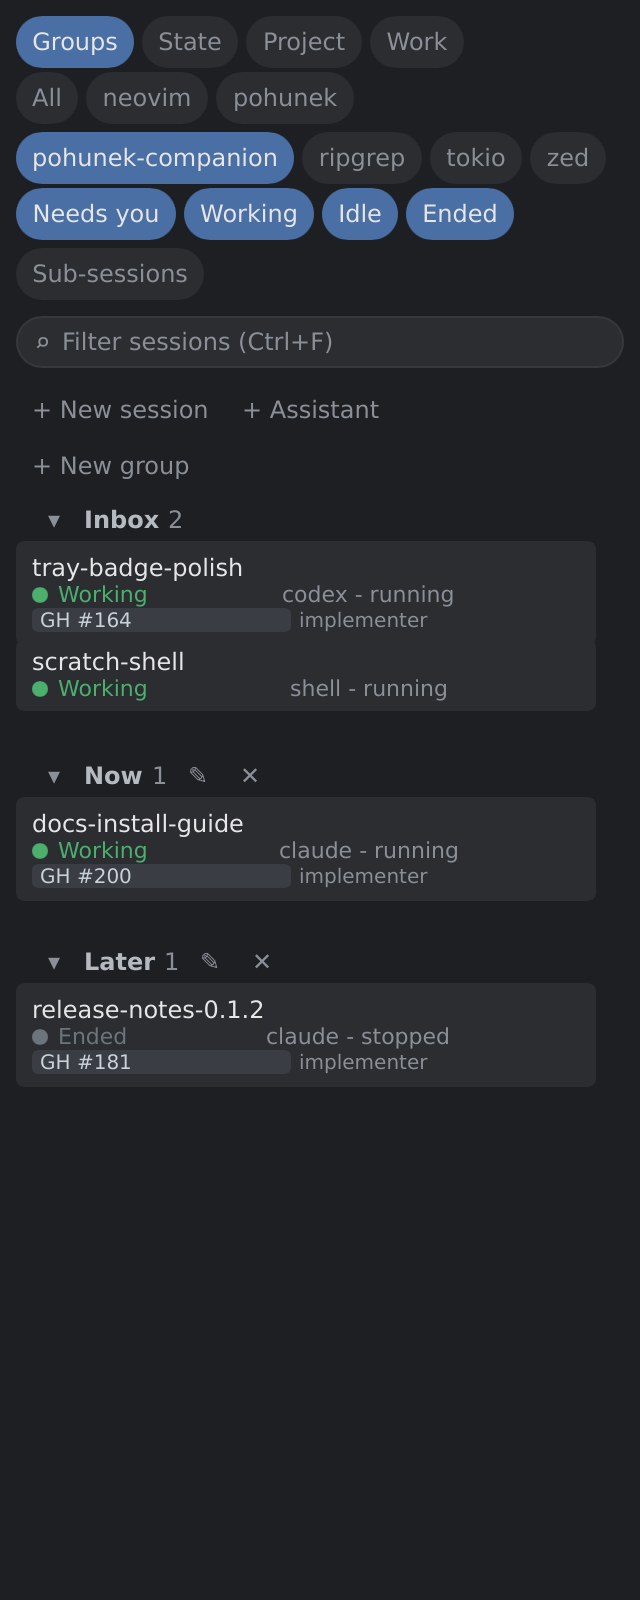 Groups State Project Work
All neovim pohunek
pohunek-companion ripgrep tokio zed
Needs you Working Idle Ended
Sub-sessions
Filter sessions (Ctrl+F)
+ New session + Assistant
+ New group
▾ Inbox 2
tray-badge-polish
Working codex - running
GH #164 implementer
scratch-shell
Working shell - running
▾ Now 1 ✎ ✕
docs-install-guide
Working claude - running
GH #200 implementer
▾ Later 1 ✎ ✕
release-notes-0.1.2
Ended claude - stopped
GH #181 implementer